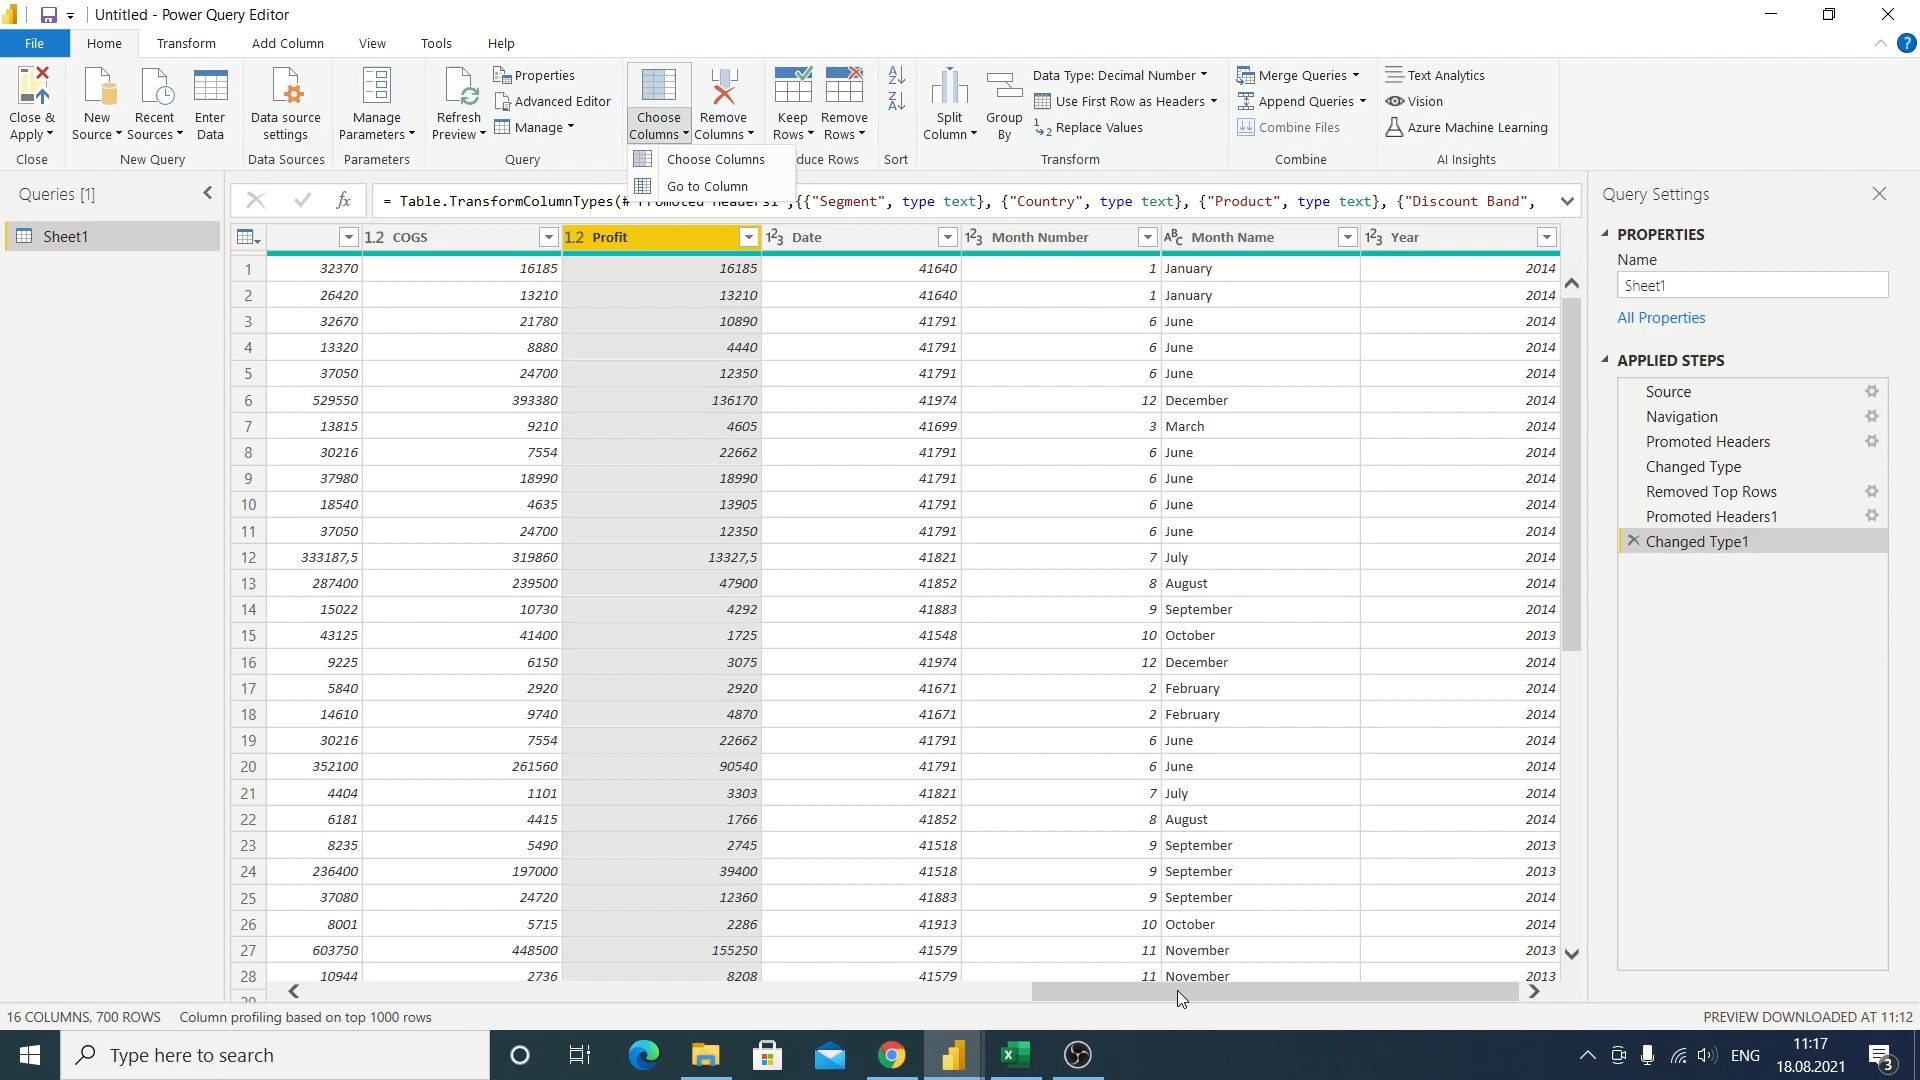 Untitled - Power Query Editor
File Home Transform Add Column View Tools Help
Close & Apply
New Source
Recent Sources
Enter Data
Data source settings
Manage Parameters
Refresh Preview
Properties
Advanced Editor
Manage
Choose Columns
Remove Columns
Keep Rows
Remove Rows
Split Column
Group By
Data Type: Decimal Number
Use First Row as Headers
1 2 Replace Values
Merge Queries
Append Queries
Combine Files
Text Analytics
Vision
Azure Machine Learning
Close New Query Data Sources Parameters Query duce Rows Sort Transform Combine AI Insights
Choose Columns
Go to Column
Queries [1]
Sheet1
fx = Table.TransformColumnTypes(#"Promoted Headers1",{{"Segment", type text}, {"Country", type text}, {"Product", type text}, {"Discount Band",
1.2 COGS 1.2 Profit 1²3 Date 1²3 Month Number ABC Month Name 1²3 Year
1 32370 16185 16185 41640 1 January 2014
2 26420 13210 13210 41640 1 January 2014
3 32670 21780 10890 41791 6 June 2014
4 13320 8880 4440 41791 6 June 2014
5 37050 24700 12350 41791 6 June 2014
6 529550 393380 136170 41974 12 December 2014
7 13815 9210 4605 41699 3 March 2014
8 30216 7554 22662 41791 6 June 2014
9 37980 18990 18990 41791 6 June 2014
10 18540 4635 13905 41791 6 June 2014
11 37050 24700 12350 41791 6 June 2014
12 333187,5 319860 13327,5 41821 7 July 2014
13 287400 239500 47900 41852 8 August 2014
14 15022 10730 4292 41883 9 September 2014
15 43125 41400 1725 41548 10 October 2013
16 9225 6150 3075 41974 12 December 2014
17 5840 2920 2920 41671 2 February 2014
18 14610 9740 4870 41671 2 February 2014
19 30216 7554 22662 41791 6 June 2014
20 352100 261560 90540 41791 6 June 2014
21 4404 1101 3303 41821 7 July 2014
22 6181 4415 1766 41852 8 August 2014
23 8235 5490 2745 41518 9 September 2013
24 236400 197000 39400 41518 9 September 2013
25 37080 24720 12360 41883 9 September 2014
26 8001 5715 2286 41913 10 October 2014
27 603750 448500 155250 41579 11 November 2013
28 10944 2736 8208 41579 11 November 2013
Query Settings
PROPERTIES
Name
Sheet1
All Properties
APPLIED STEPS
Source
Navigation
Promoted Headers
Changed Type
Removed Top Rows
Promoted Headers1
Changed Type1
16 COLUMNS, 700 ROWS Column profiling based on top 1000 rows PREVIEW DOWNLOADED AT 11:12
Type here to search
ENG
11:17
18.08.2021
3